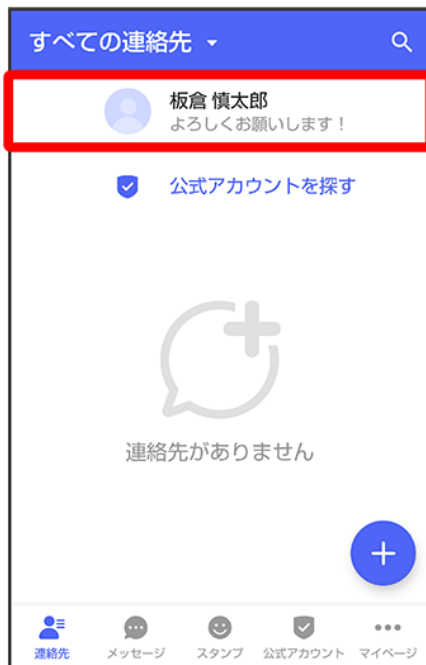 すべての連絡先
板倉 慎太郎
よろしくお願いします！
公式アカウントを探す
連絡先がありません
連絡先
メッセージ
スタンプ
公式アカウント
マイページ